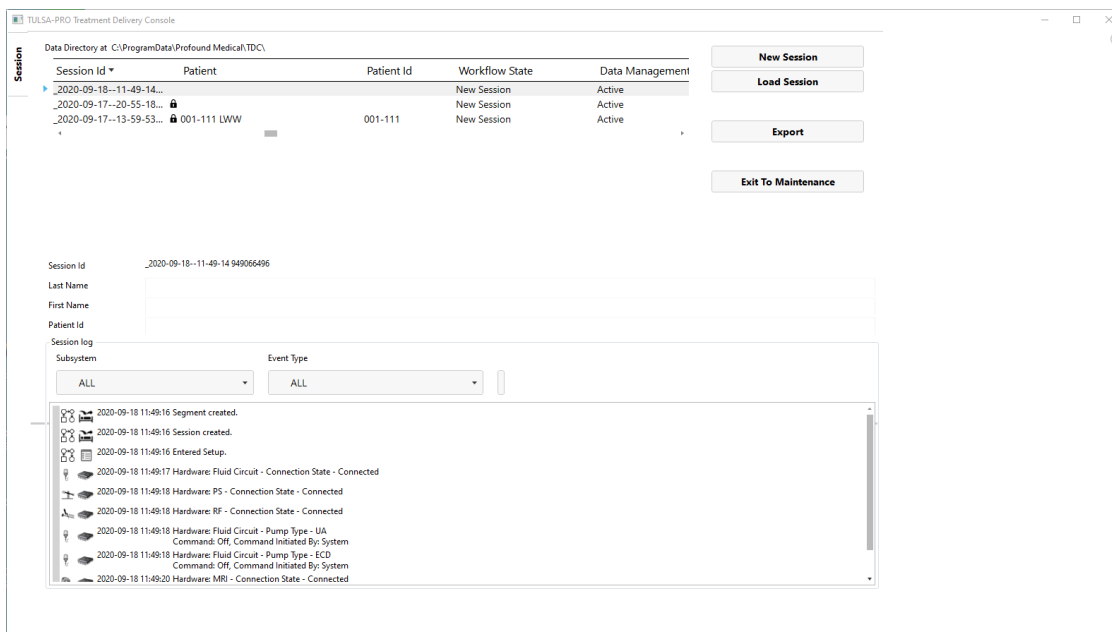 TULSA-PRO Treatment Delivery Console
Session
Data Directory at C:\ProgramData\Profound Medical\TDC\
Session Id Patient Patient Id Workflow State Data Management
_2020-09-18--11-49-14... New Session Active
_2020-09-17--20-55-18... New Session Active
_2020-09-17--13-59-53... 001-111 LWW 001-111 New Session Active
New Session
Load Session
Export
Exit To Maintenance
Session Id _2020-09-18--11-49-14 949066496
Last Name
First Name
Patient Id
Session log
Subsystem Event Type
ALL ALL
2020-09-18 11:49:16 Segment created.
2020-09-18 11:49:16 Session created.
2020-09-18 11:49:16 Entered Setup.
2020-09-18 11:49:17 Hardware: Fluid Circuit - Connection State - Connected
2020-09-18 11:49:18 Hardware: PS - Connection State - Connected
2020-09-18 11:49:18 Hardware: RF - Connection State - Connected
2020-09-18 11:49:18 Hardware: Fluid Circuit - Pump Type - UA
Command: Off, Command Initiated By: System
2020-09-18 11:49:18 Hardware: Fluid Circuit - Pump Type - ECD
Command: Off, Command Initiated By: System
2020-09-18 11:49:20 Hardware: MRI - Connection State - Connected